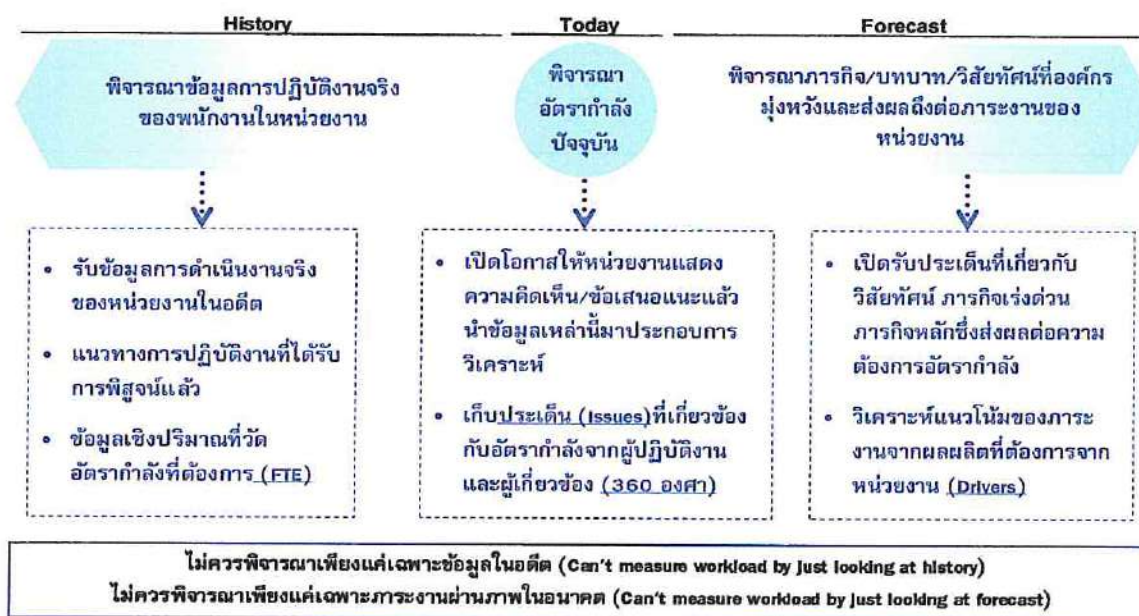 History
Today
Forecast
พิจารณาข้อมูลการปฏิบัติงานจริง
ของพนักงานในหน่วยงาน
พิจารณา
อัตรากำลัง
ปัจจุบัน
พิจารณาภารกิจ/บทบาท/วิสัยทัศน์ที่องค์กร
มุ่งหวังและส่งผลถึงต่อภาระงานของ
หน่วยงาน
• รับข้อมูลการดำเนินงานจริง
ของหน่วยงานในอดีต
• แนวทางการปฏิบัติงานที่ได้รับ
การพิสูจน์แล้ว
• ข้อมูลเชิงปริมาณที่วัด
อัตรากำลังที่ต้องการ (FTE)
• เปิดโอกาสให้หน่วยงานแสดง
ความคิดเห็น/ข้อเสนอแนะแล้ว
นำข้อมูลเหล่านี้มาประกอบการ
วิเคราะห์
• เก็บประเด็น (Issues)ที่เกี่ยวข้อง
กับอัตรากำลังจากผู้ปฏิบัติงาน
และผู้เกี่ยวข้อง (360 องศา)
• เปิดรับประเด็นที่เกี่ยวกับ
วิสัยทัศน์ ภารกิจเร่งด่วน
ภารกิจหลักซึ่งส่งผลต่อความ
ต้องการอัตรากำลัง
• วิเคราะห์แนวโน้มของภาระ
งานจากผลผลิตที่ต้องการจาก
หน่วยงาน (Drivers)
ไม่ควรพิจารณาเพียงแค่เฉพาะข้อมูลในอดีต (Can't measure workload by just looking at history)
ไม่ควรพิจารณาเพียงแค่เฉพาะภาระงานผ่านภาพในอนาคต (Can't measure workload by just looking at forecast)